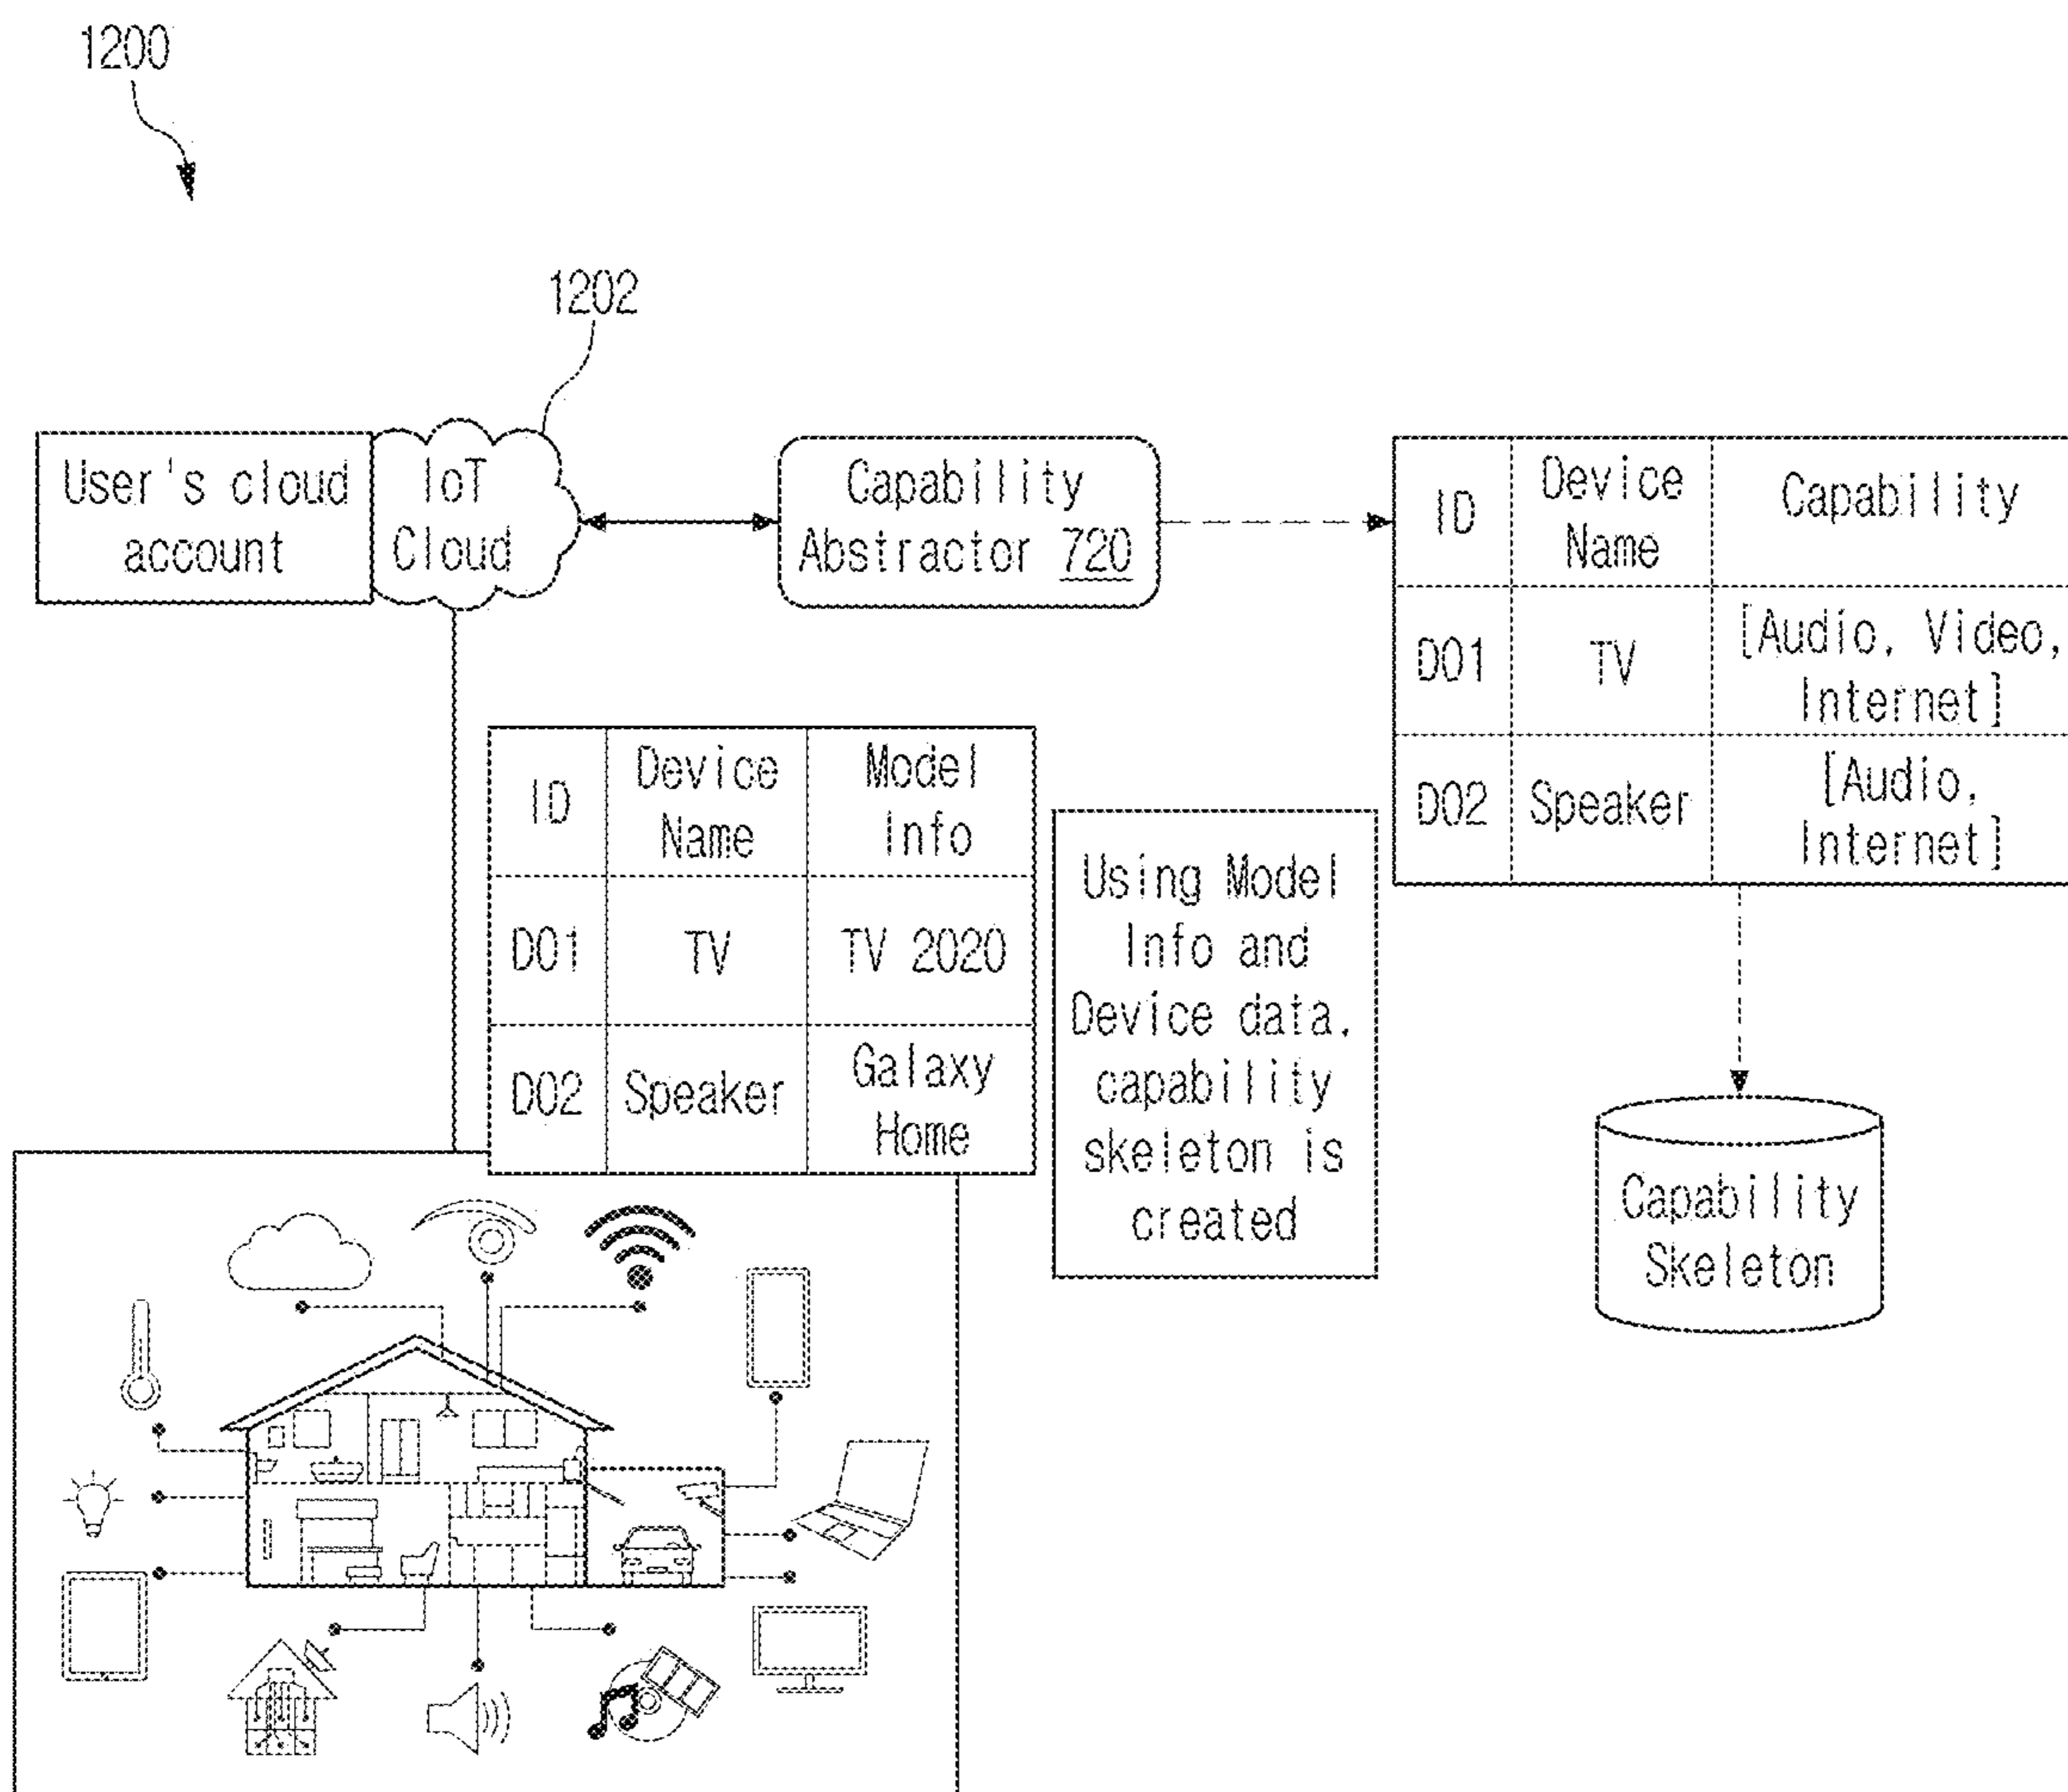 1200
1202
User's cloud
account
IoT
Cloud
Capability
Abstractor 720
ID
Device
Name
Capability
D01
TV
[Audio, Video,
Internet]
D02
Speaker
[Audio,
Internet]
ID
Device
Name
Model
Info
D01
TV
TV 2020
D02
Speaker
Galaxy
Home
Using Model
Info and
Device data,
capability
skeleton is
created
Capability
Skeleton